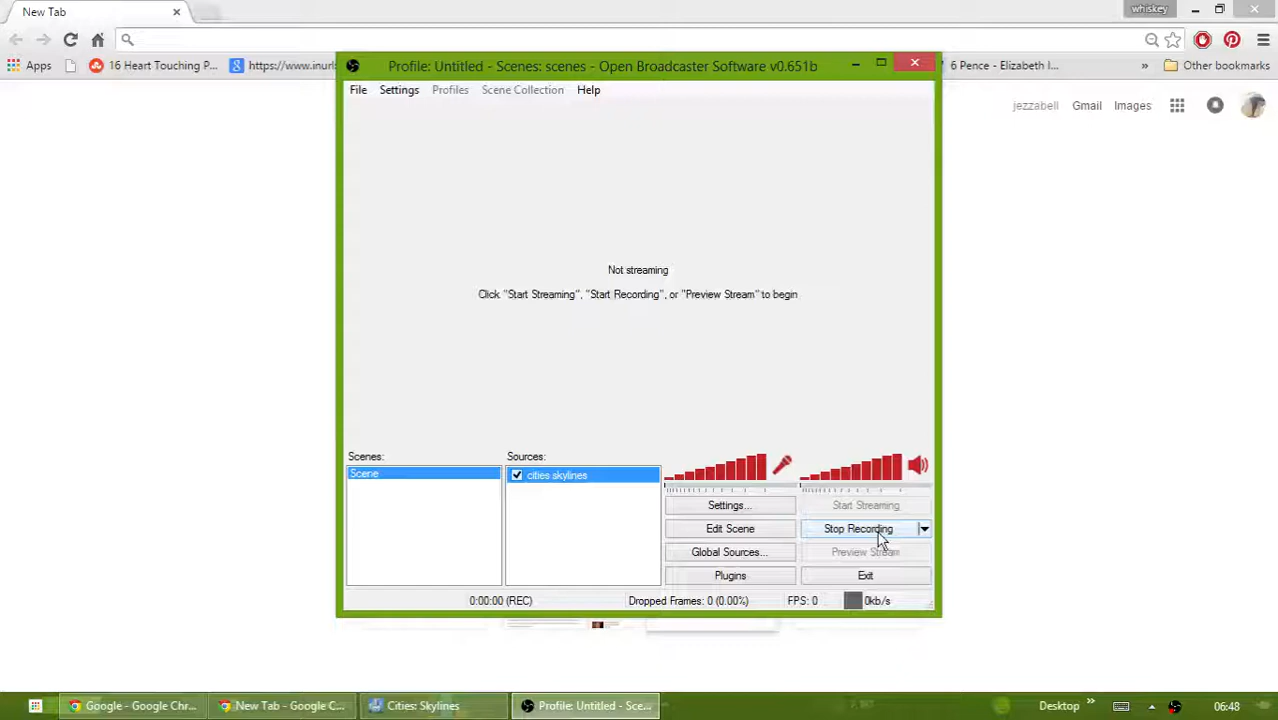 New Tab
whiskey
Apps
16 Heart Touching P...
https://www.inurl
6 Pence - Elizabeth I...
»
Other bookmarks
Profile: Untitled - Scenes: scenes - Open Broadcaster Software v0.651b
File Settings Profiles Scene Collection Help
jezzabell Gmail Images
Not streaming
Click "Start Streaming", "Start Recording", or "Preview Stream" to begin
Scenes:
Sources:
Scene
cities skylines
Settings...
Start Streaming
Edit Scene
Stop Recording
Global Sources...
Preview Stream
Plugins
Exit
0:00:00 (REC)
Dropped Frames: 0 (0.00%)
FPS: 0
0kb/s
Google - Google Chr...
New Tab - Google C...
Cities: Skylines
Profile: Untitled - Sce...
Desktop »
06:48